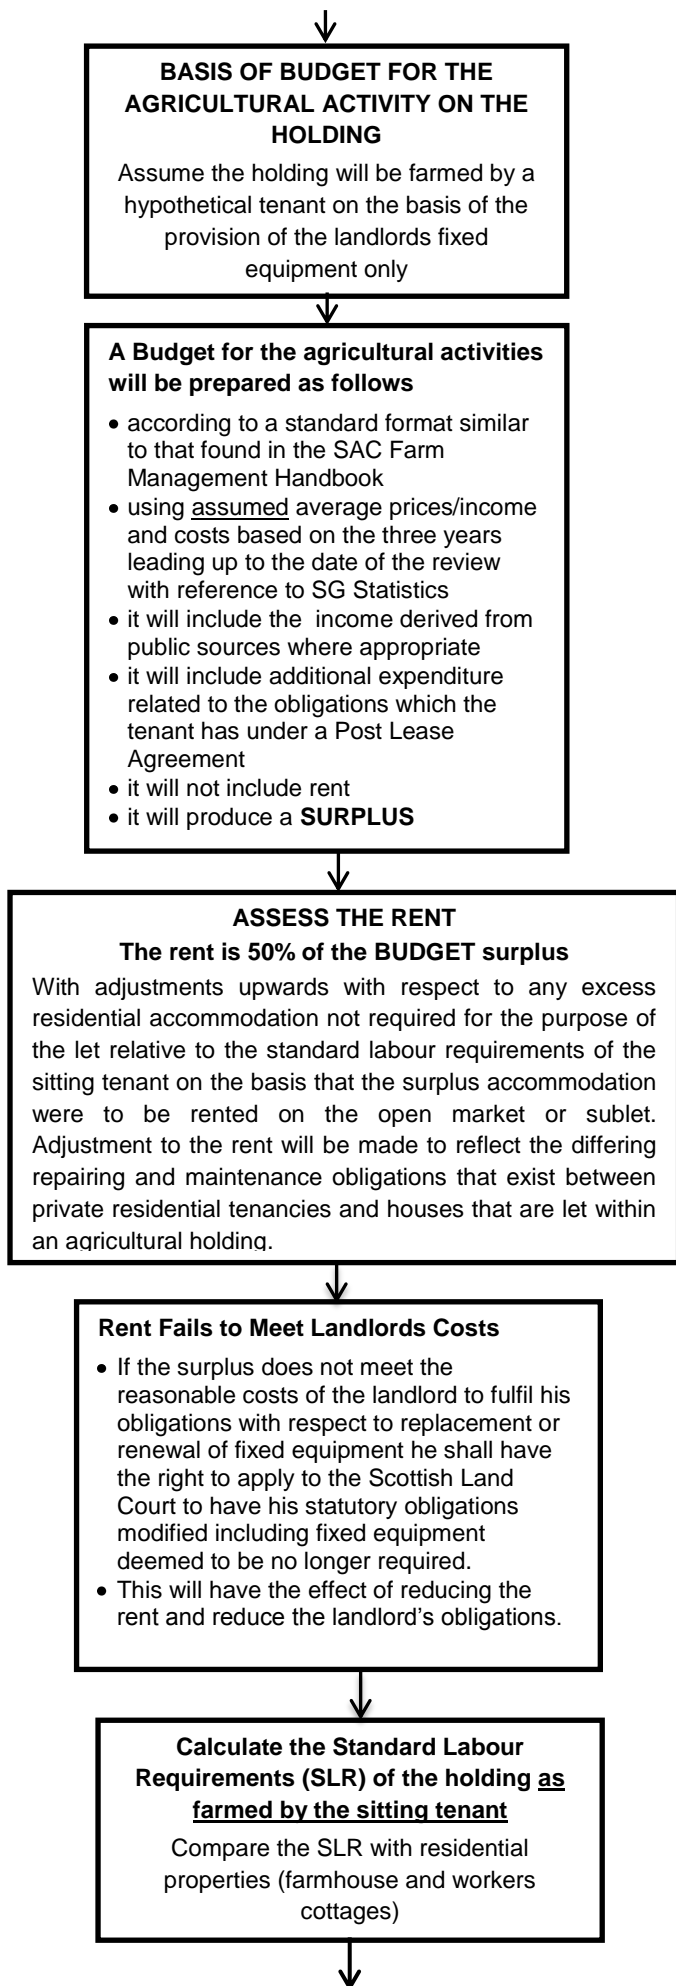 BASIS OF BUDGET FOR THE
AGRICULTURAL ACTIVITY ON THE
HOLDING
Assume the holding will be farmed by a
hypothetical tenant on the basis of the
provision of the landlords fixed
equipment only
A Budget for the agricultural activities
will be prepared as follows
• according to a standard format similar
to that found in the SAC Farm
Management Handbook
• using assumed average prices/income
and costs based on the three years
leading up to the date of the review
with reference to SG Statistics
• it will include the income derived from
public sources where appropriate
• it will include additional expenditure
related to the obligations which the
tenant has under a Post Lease
Agreement
• it will not include rent
• it will produce a SURPLUS
ASSESS THE RENT
The rent is 50% of the BUDGET surplus
With adjustments upwards with respect to any excess
residential accommodation not required for the purpose of
the let relative to the standard labour requirements of the
sitting tenant on the basis that the surplus accommodation
were to be rented on the open market or sublet.
Adjustment to the rent will be made to reflect the differing
repairing and maintenance obligations that exist between
private residential tenancies and houses that are let within
an agricultural holding.
Rent Fails to Meet Landlords Costs
• If the surplus does not meet the
reasonable costs of the landlord to fulfil his
obligations with respect to replacement or
renewal of fixed equipment he shall have
the right to apply to the Scottish Land
Court to have his statutory obligations
modified including fixed equipment
deemed to be no longer required.
• This will have the effect of reducing the
rent and reduce the landlord's obligations.
Calculate the Standard Labour
Requirements (SLR) of the holding as
farmed by the sitting tenant
Compare the SLR with residential
properties (farmhouse and workers
cottages)